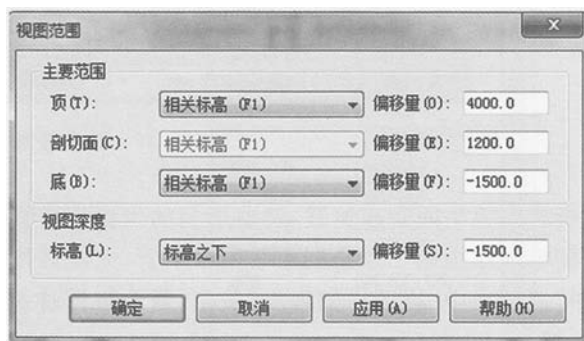 视图范围
主要范围
顶(T): 相关标高 (F1) 偏移量(O): 4000.0
剖切面(C): 相关标高 (F1) 偏移量(E): 1200.0
底(B): 相关标高 (F1) 偏移量(F): -1500.0
视图深度
标高(L): 标高之下 偏移量(S): -1500.0
确定 取消 应用(A) 帮助(H)